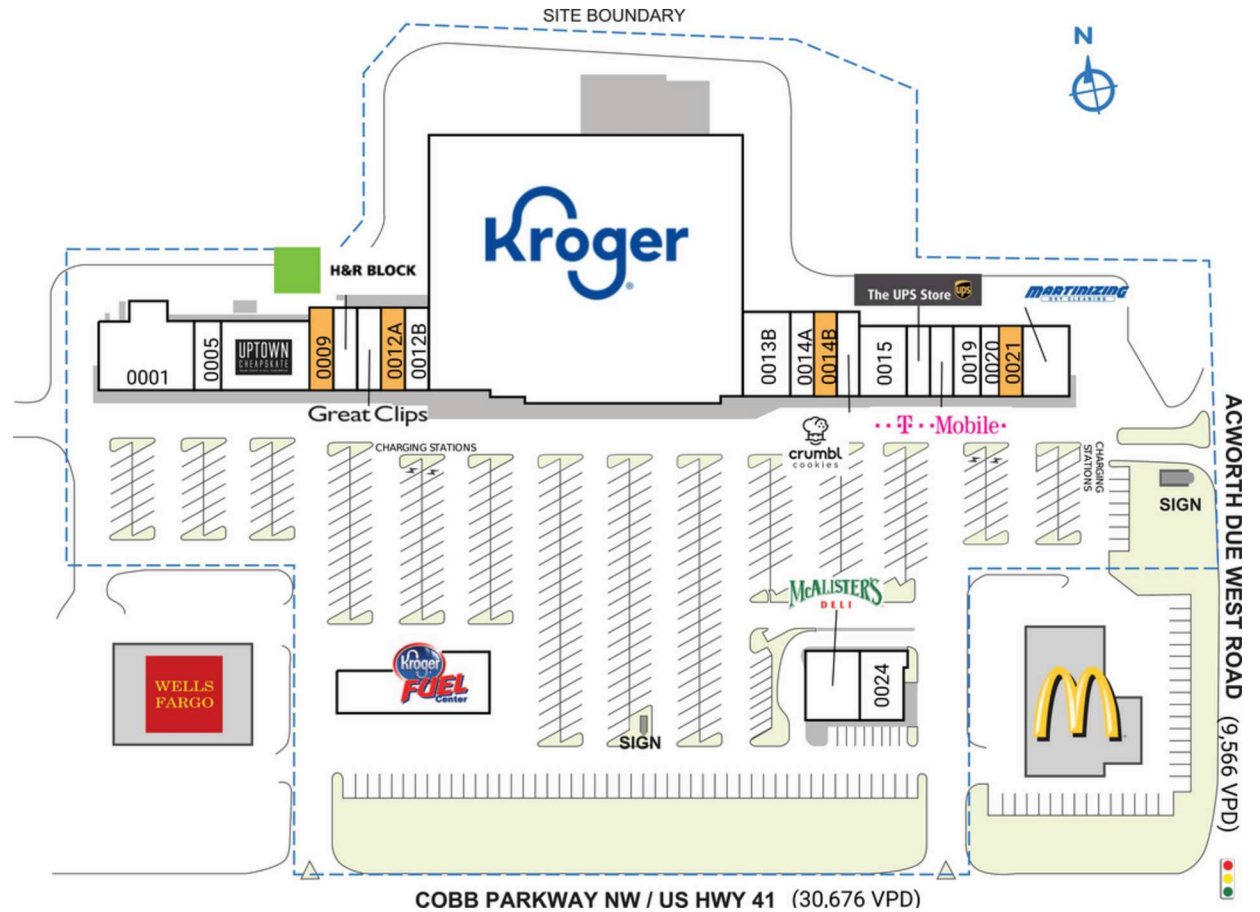 SITE BOUNDARY
N
Kroger
H&R BLOCK
The UPS Store ups
MARTINIZING
DRY CLEANING
0001
0005
UPTOWN
CHEAPSKATE
0009
0012A
0012B
0013B
0014A
0014B
0015
0019
0020
0021
Great Clips
crumbl
cookies
T Mobile
CHARGING STATIONS
CHARGING
STATIONS
SIGN
ACWORTH DUE WEST ROAD (9,566 VPD)
McALISTER'S
DELI
0024
WELLS
FARGO
Kroger
FUEL
Center
SIGN
COBB PARKWAY NW / US HWY 41 (30,676 VPD)